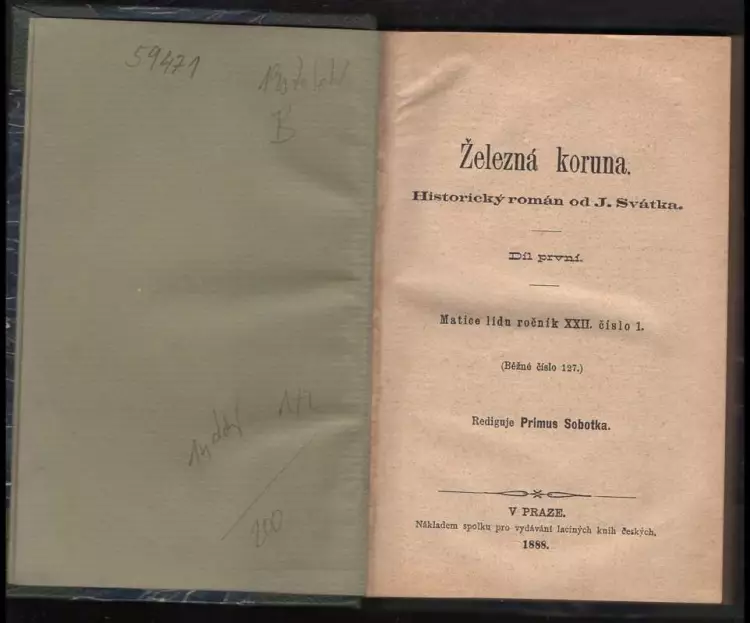 59471
B
200
Železná koruna.
Historický román od J. Svátka.
Díl první.
Matice lidu ročník XXII. číslo 1.
(Běžné číslo 127.)
Rediguje Primus Sobotka.
V PRAZE.
Nákladem spolku pro vydávání laciných knih českých.
1888.